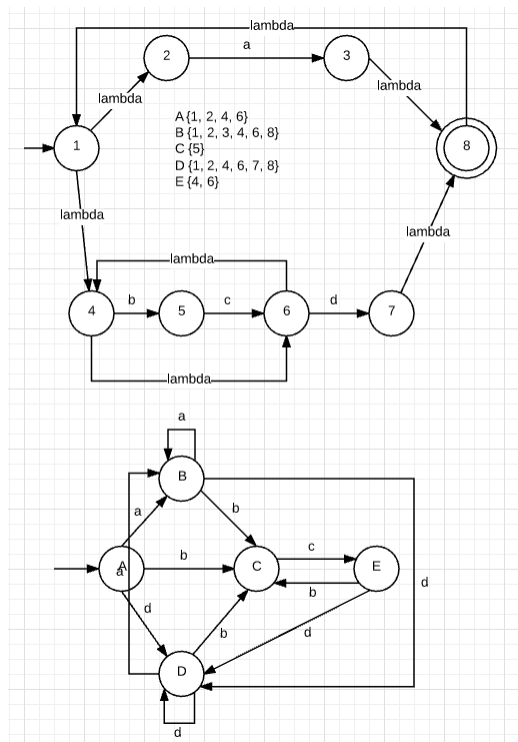 lambda
2
a
3
lambda
lambda
A {1, 2, 4, 6}
B {1, 2, 3, 4, 6, 8}
1
8
C {5}
D {1, 2, 4, 6, 7, 8}
E {4, 6}
lambda
lambda
lambda
4
b
5
c
6
d
7
lambda
a
B
a
b
b
c
A
a
C
E
d
b
d
b
d
D
d